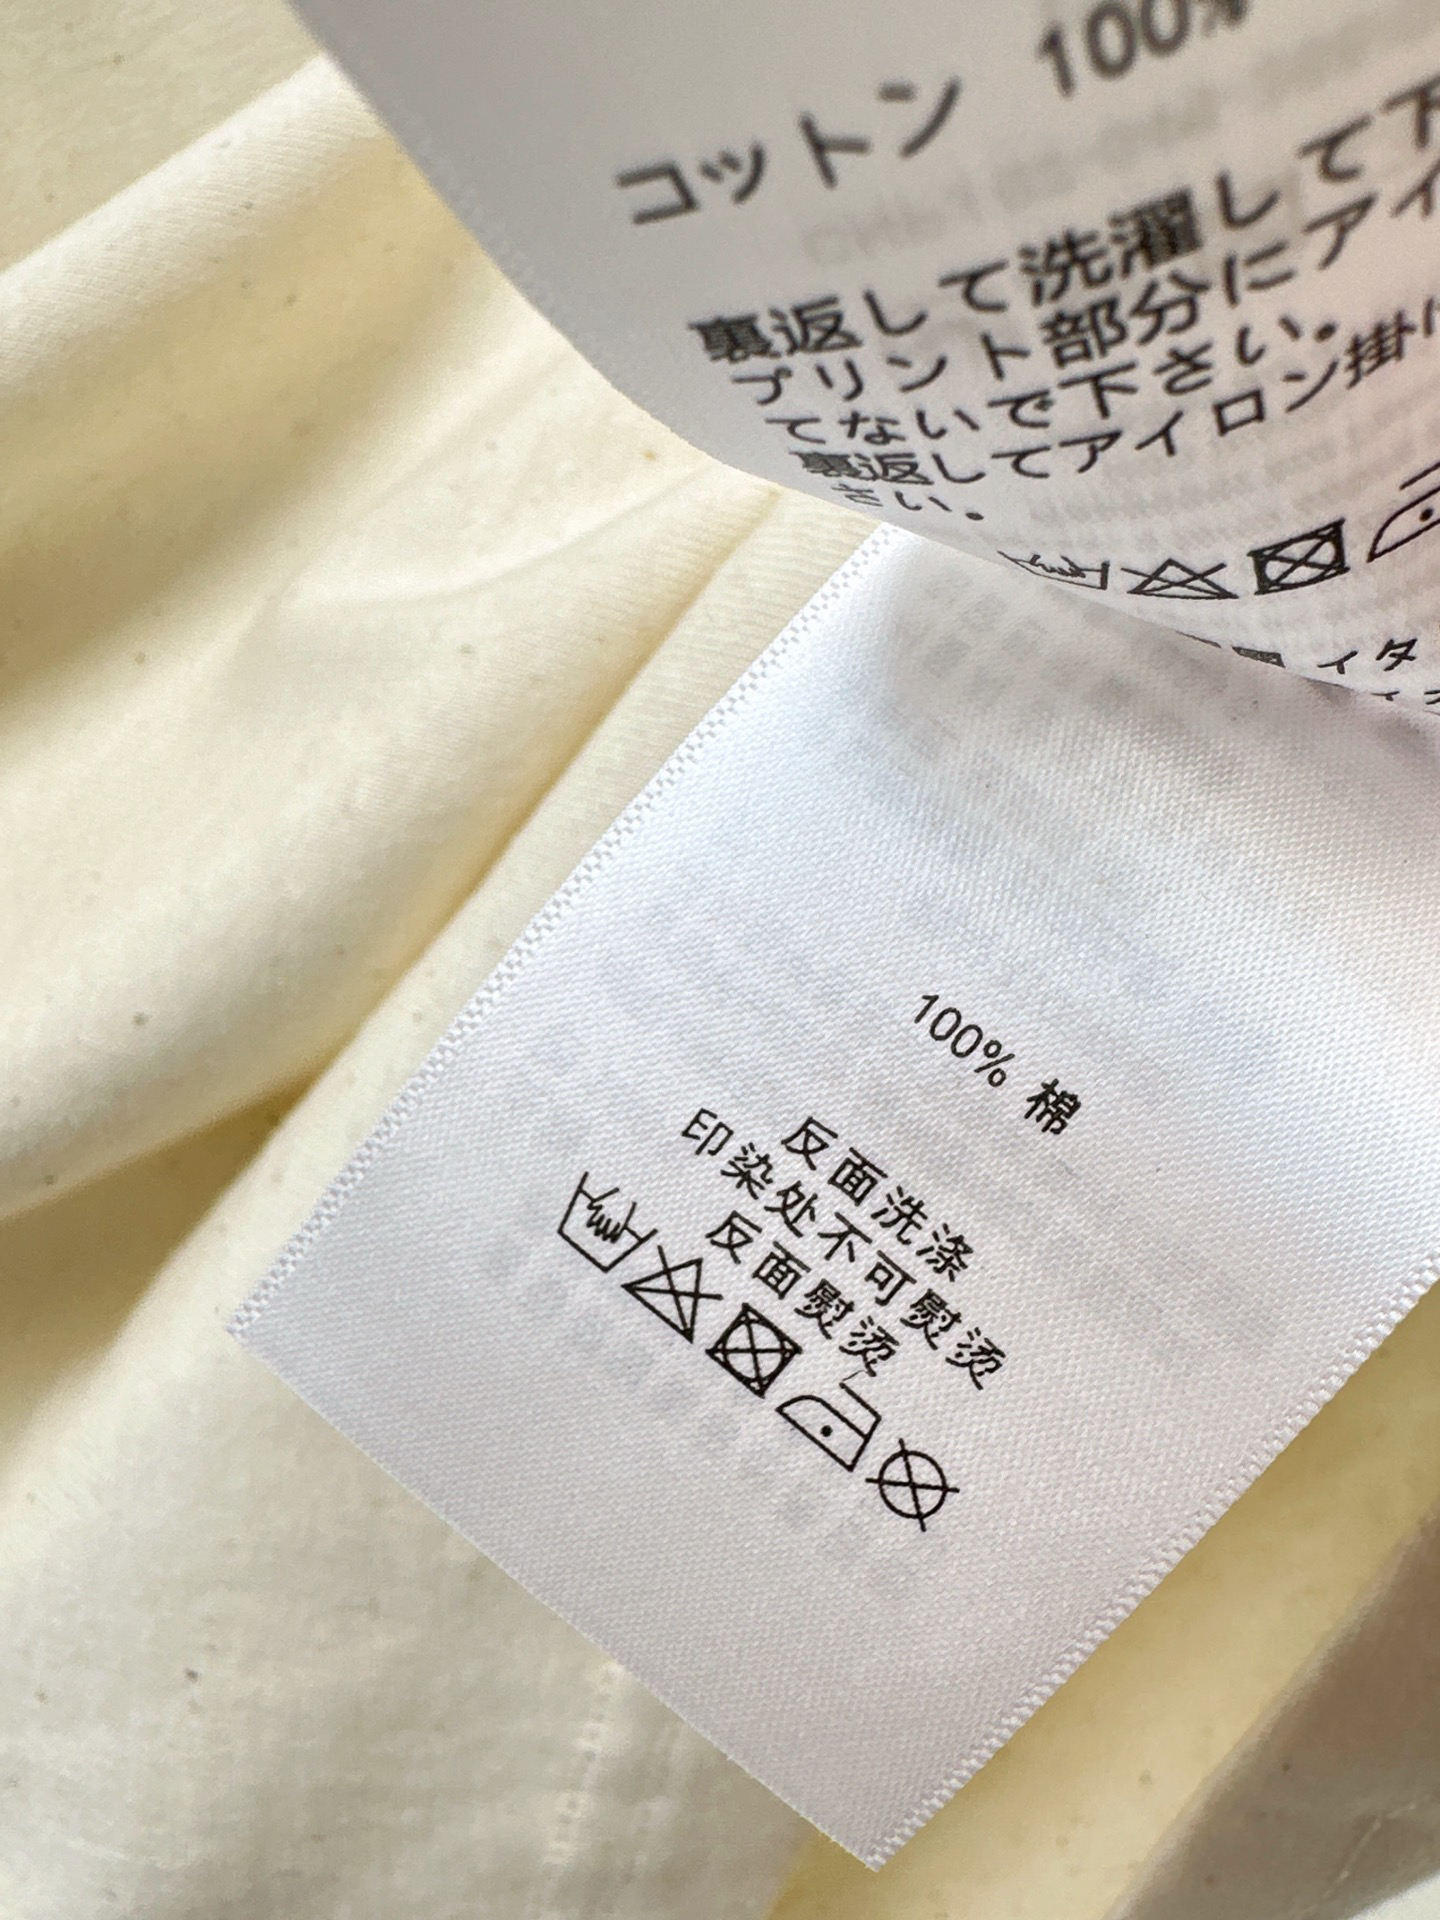 コットン 100%
裏返して洗濯して下
プリント部分にアイ
てないで下さい。
裏返してアイロン掛け
さい。
イタ
100% 棉
反面洗涤
印染处不可熨烫
反面熨烫